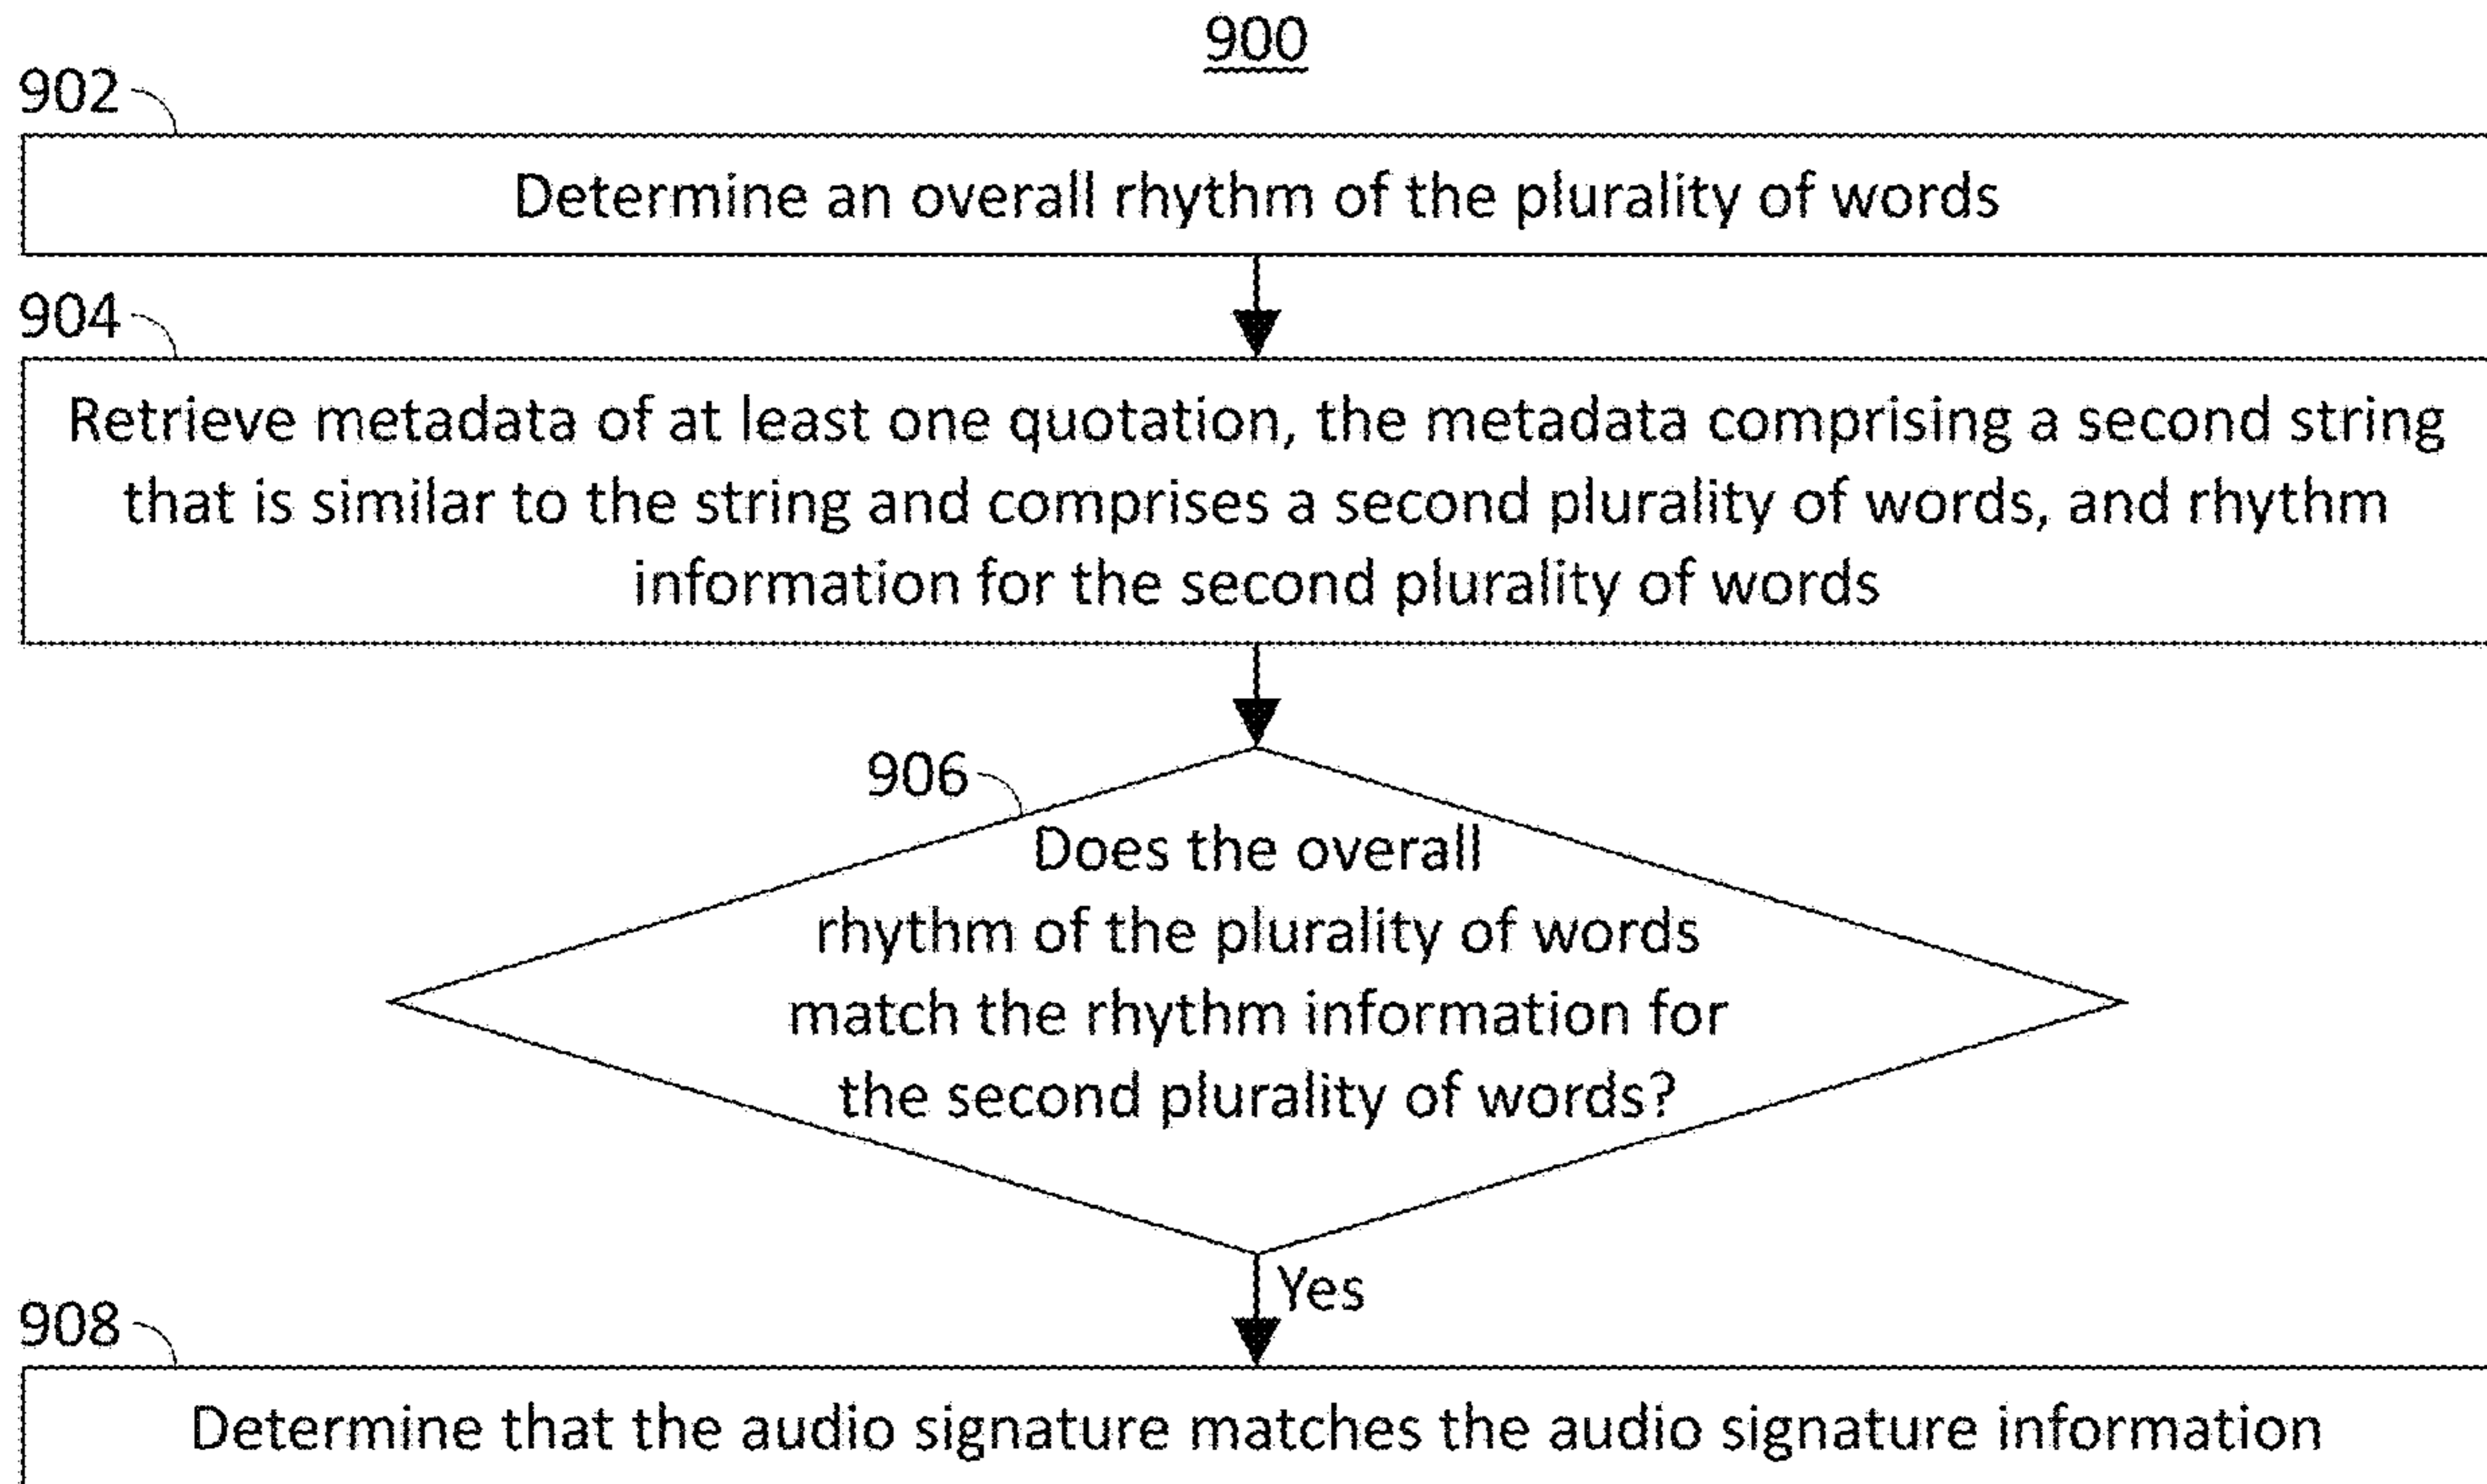 900
902
Determine an overall rhythm of the plurality of words
904
Retrieve metadata of at least one quotation, the metadata comprising a second string
that is similar to the string and comprises a second plurality of words, and rhythm
information for the second plurality of words
906
Does the overall
rhythm of the plurality of words
match the rhythm information for
the second plurality of words?
Yes
908
Determine that the audio signature matches the audio signature information